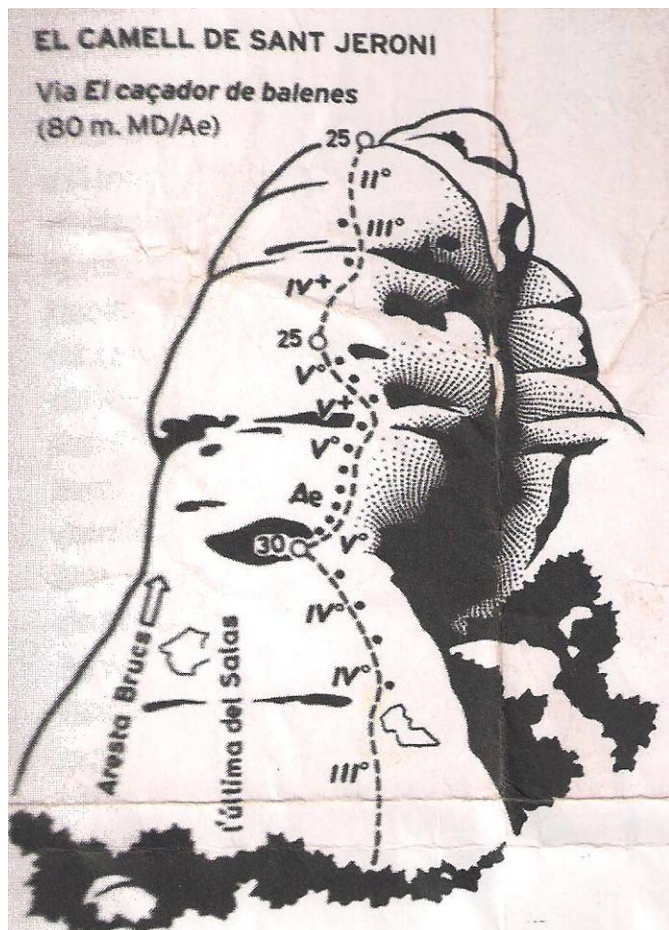 EL CAMELL DE SANT JERONI
Via El caçador de balenes
(80 m. MD/Ae)
25
II°
III°
IV+
25
V°
V+
V°
Ae
30
V°
IV°
IV°
III°
Aresta Brucs
l'última del Salas